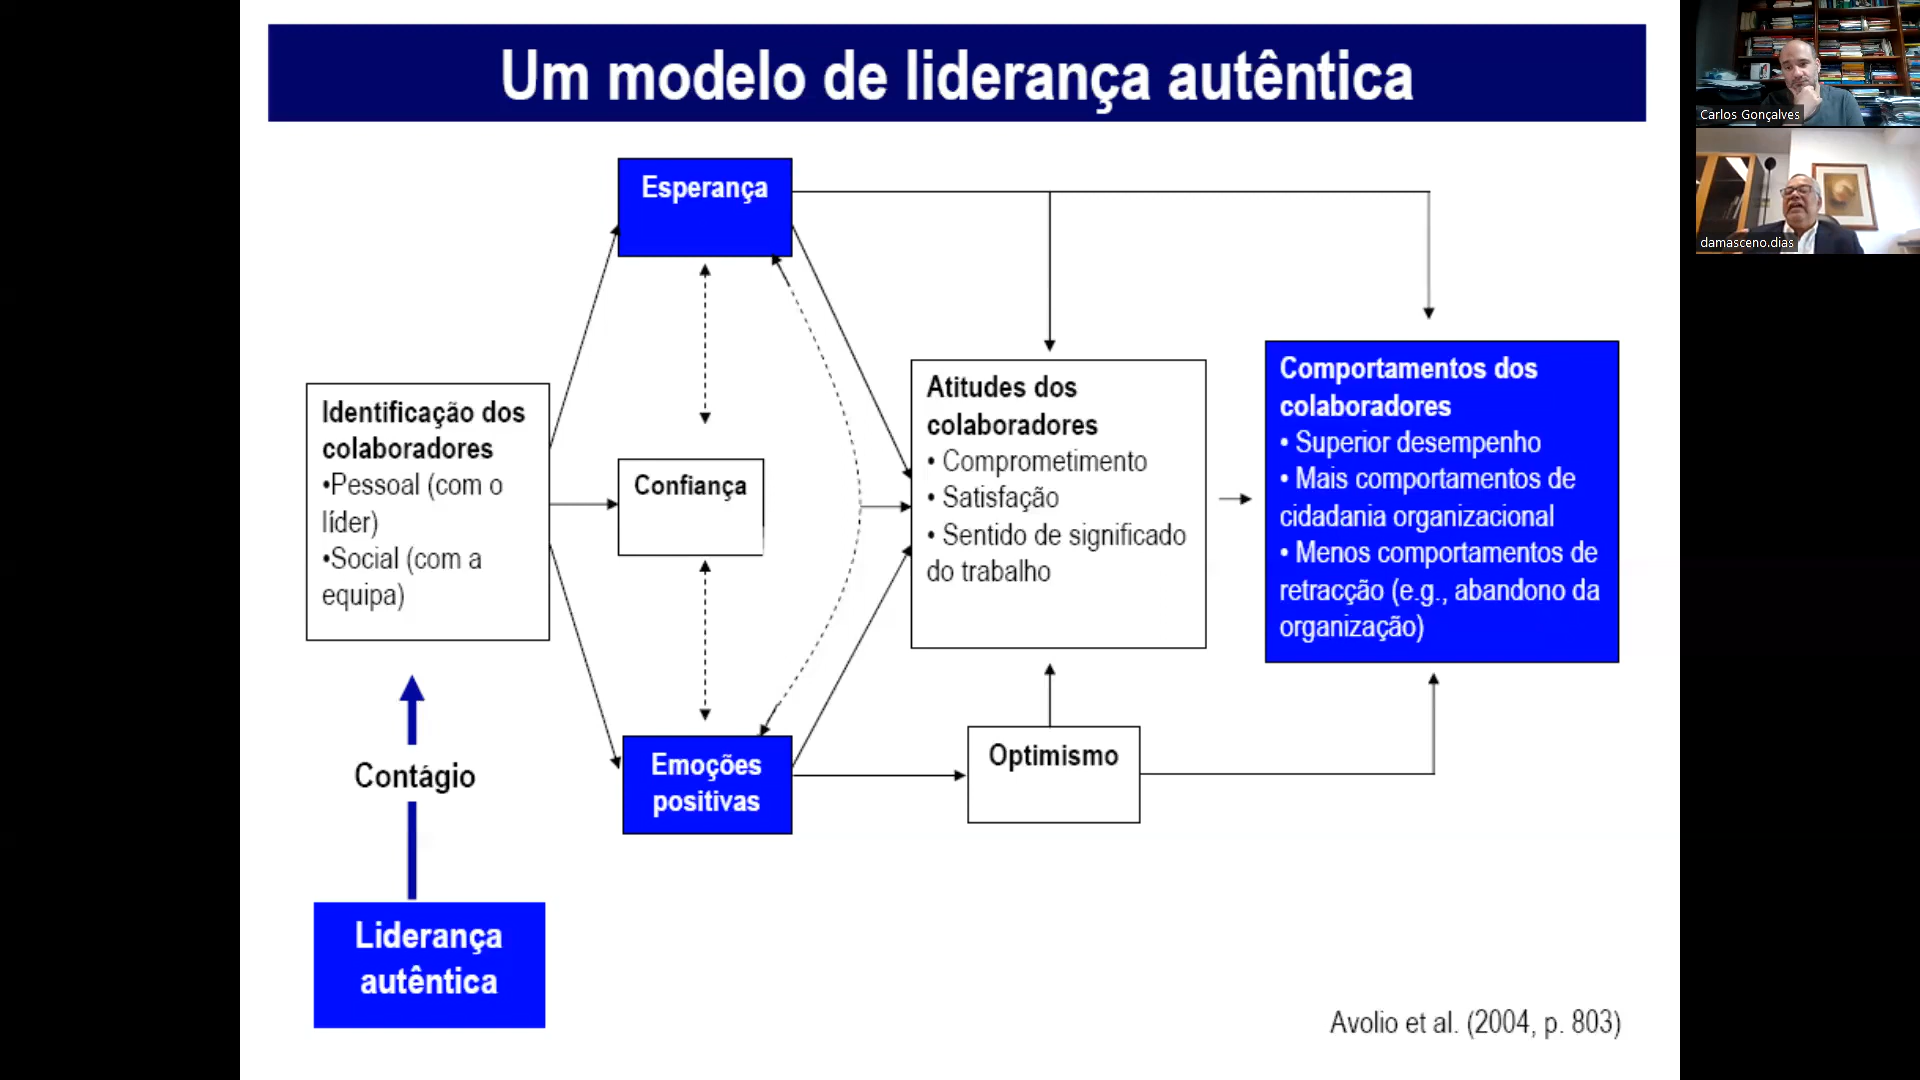 Um modelo de liderança autêntica
Esperança
Identificação dos
colaboradores
•Pessoal (com o
líder)
•Social (com a
equipa)
Confiança
Atitudes dos
colaboradores
• Comprometimento
• Satisfação
• Sentido de significado
do trabalho
Comportamentos dos
colaboradores
• Superior desempenho
• Mais comportamentos de
cidadania organizacional
• Menos comportamentos de
retracção (e.g., abandono da
organização)
Contágio
Emoções
positivas
Optimismo
Liderança
autêntica
Avolio et al. (2004, p. 803)
Carlos Gonçalves
damasceno.dias